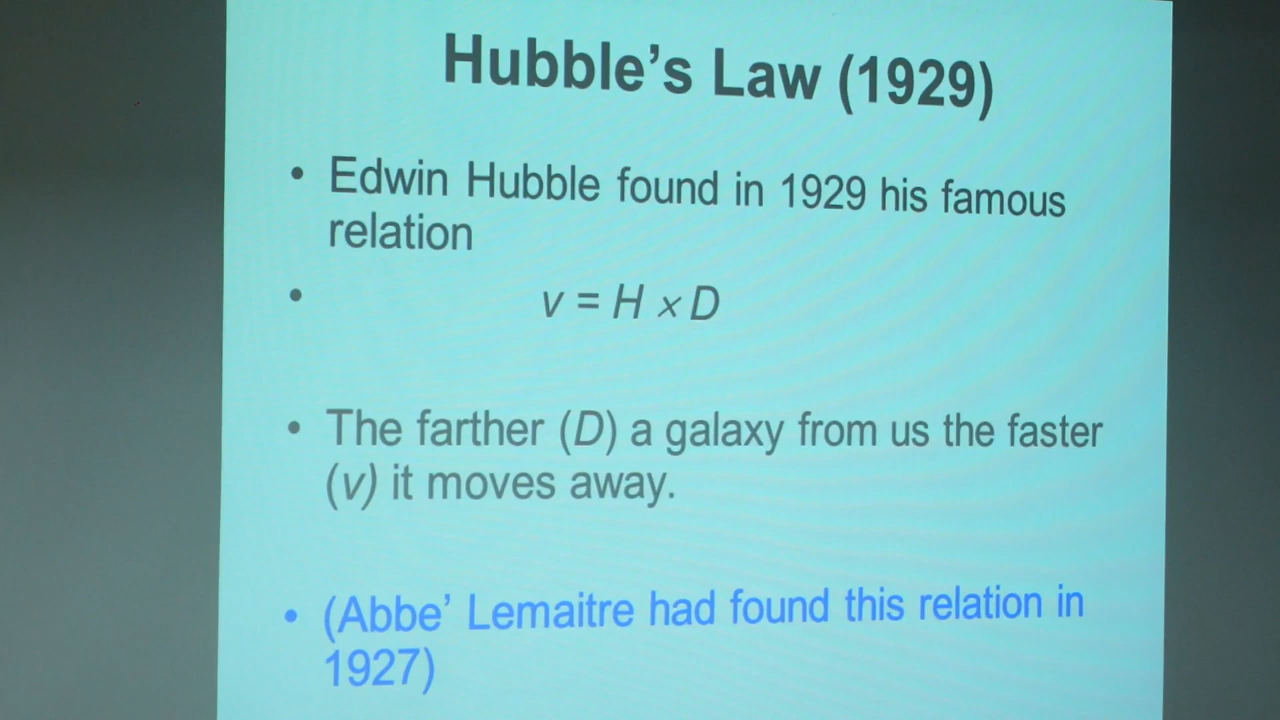 Hubble’s Law (1929)
• Edwin Hubble found in 1929 his famous
relation
• v = H × D
• The farther (D) a galaxy from us the faster
(v) it moves away.
• (Abbe’ Lemaitre had found this relation in
1927)